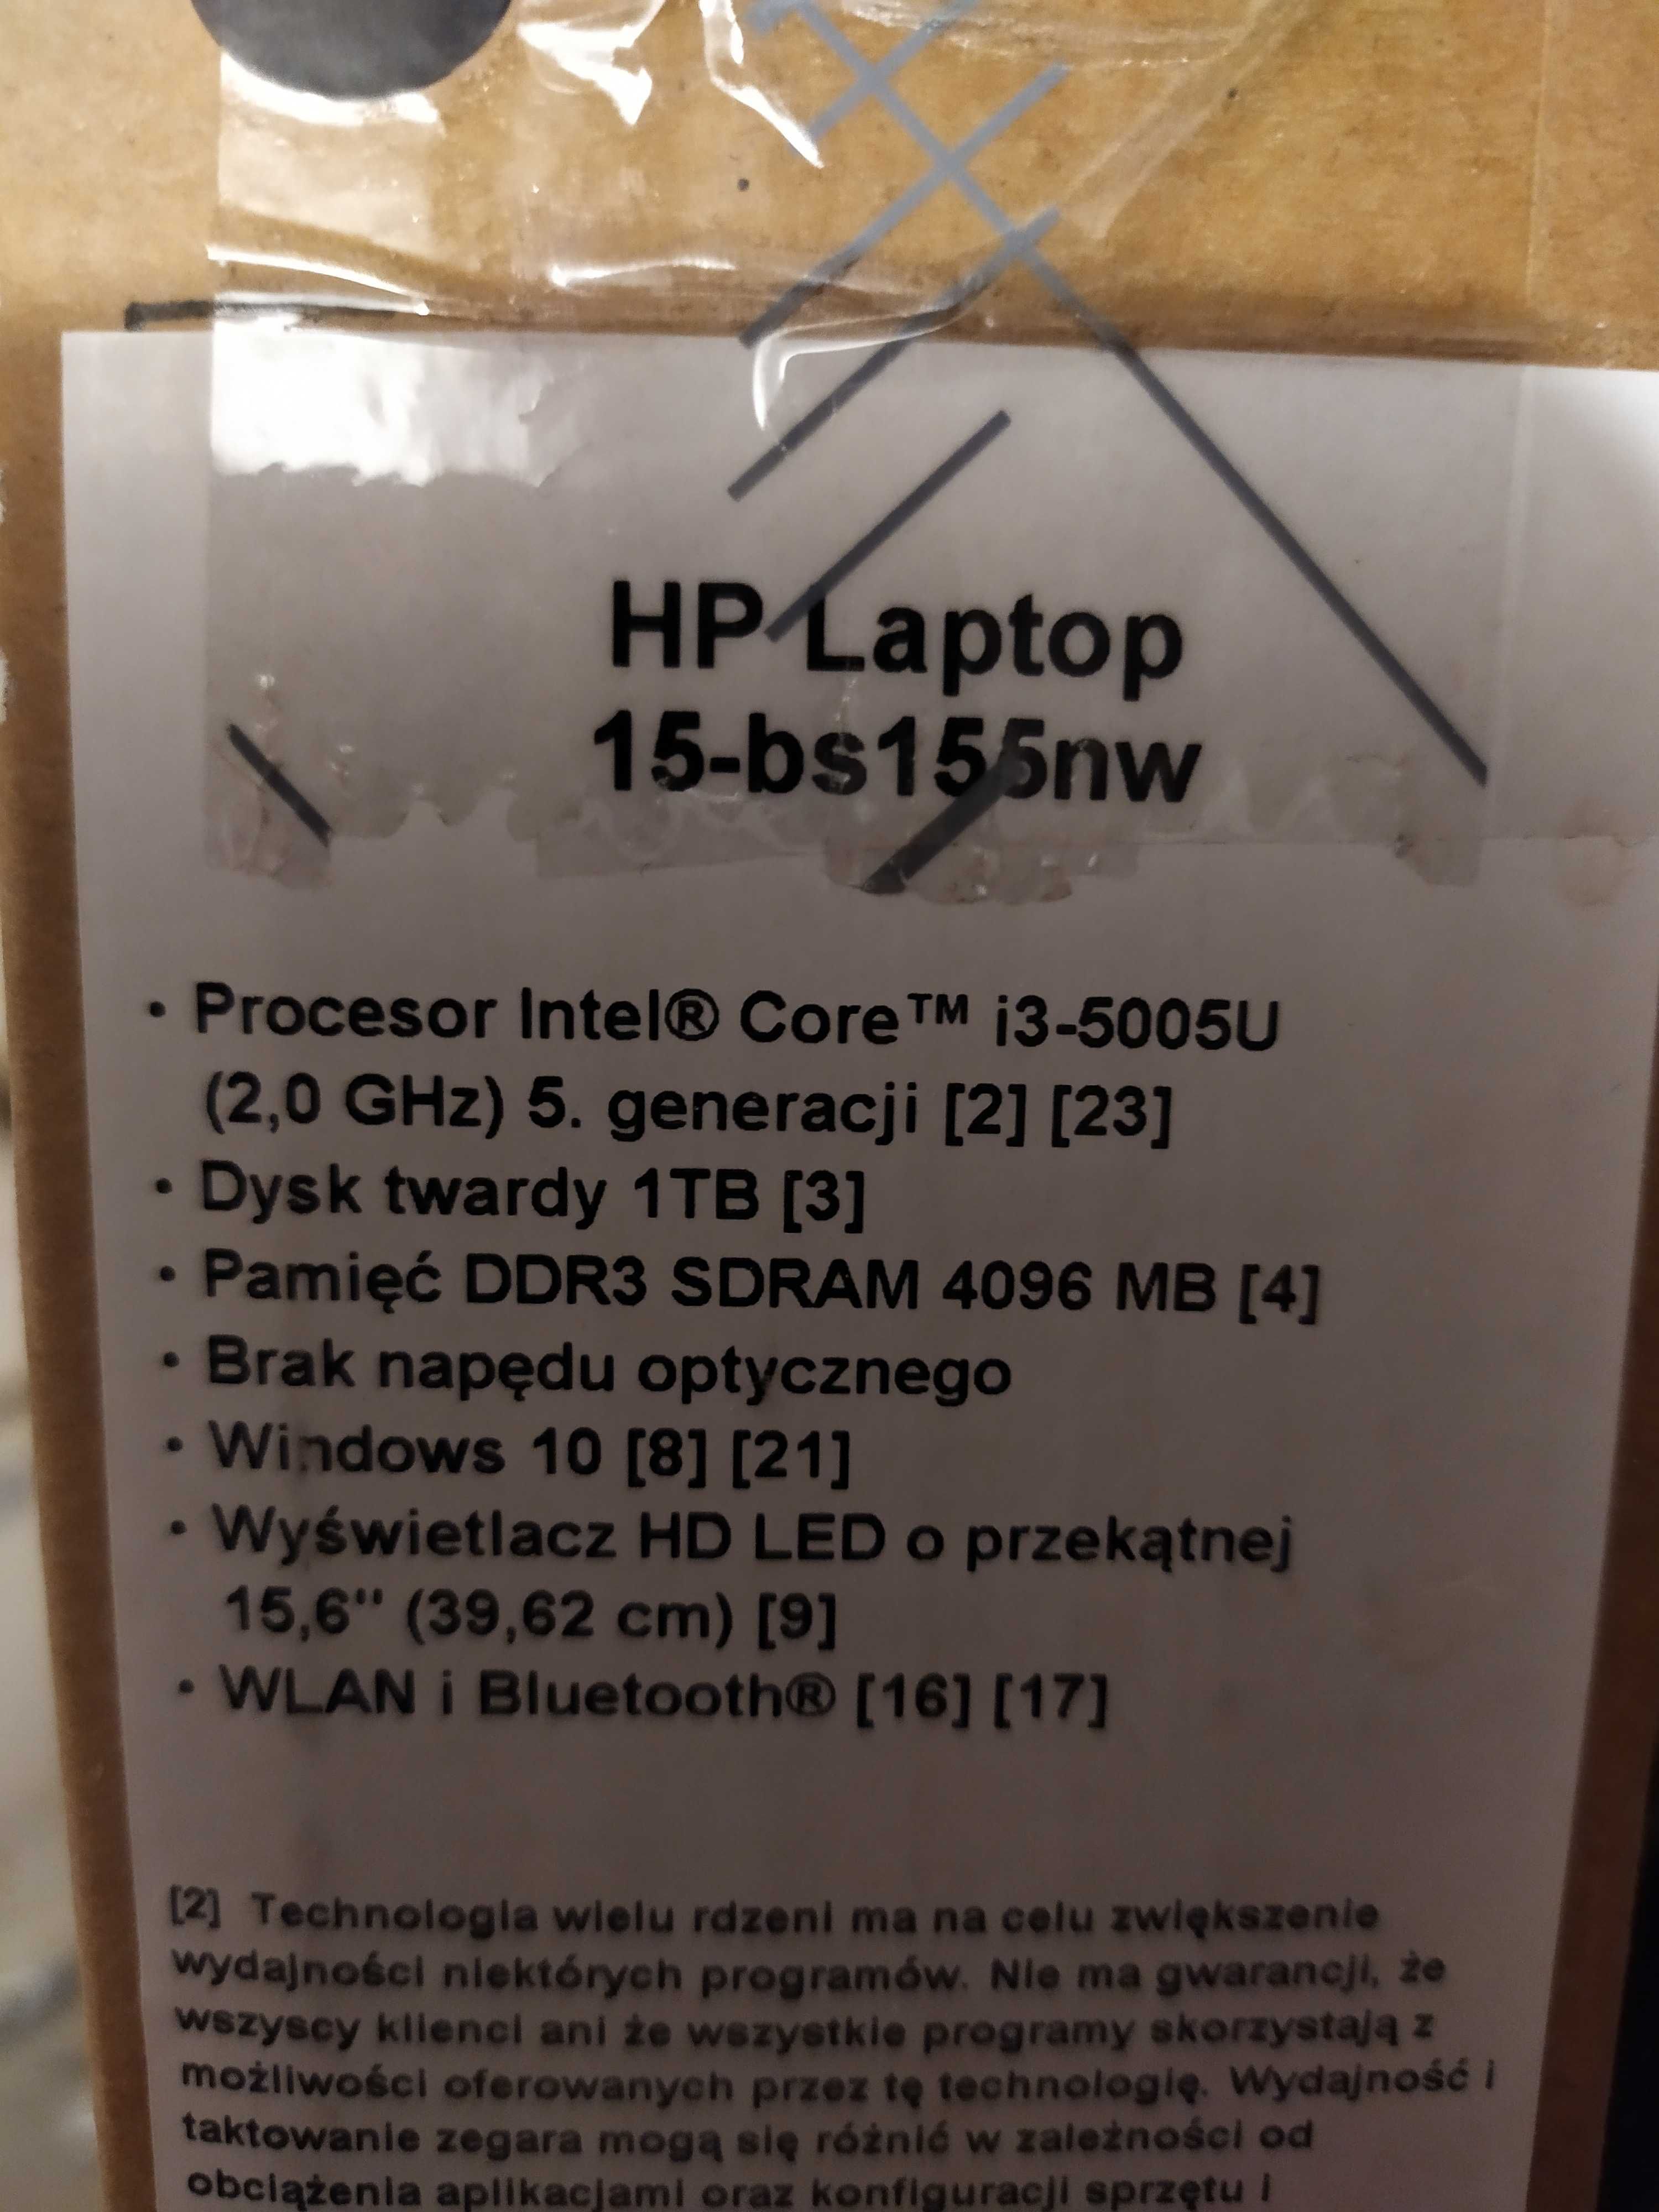 HP Laptop
15-bs155nw
• Procesor Intel® Core™ i3-5005U
(2,0 GHz) 5. generacji [2] [23]
• Dysk twardy 1TB [3]
• Pamięć DDR3 SDRAM 4096 MB [4]
• Brak napędu optycznego
• Windows 10 [8] [21]
• Wyświetlacz HD LED o przekątnej
15,6" (39,62 cm) [9]
• WLAN i Bluetooth® [16] [17]
[2] Technologia wielu rdzeni ma na celu zwiększenie
wydajności niektórych programów. Nie ma gwarancji, że
wszyscy klienci ani że wszystkie programy skorzystają z
możliwości oferowanych przez tę technologię. Wydajność i
taktowanie zegara mogą się różnić w zależności od
obciążenia aplikacjami oraz konfiguracji sprzętu i